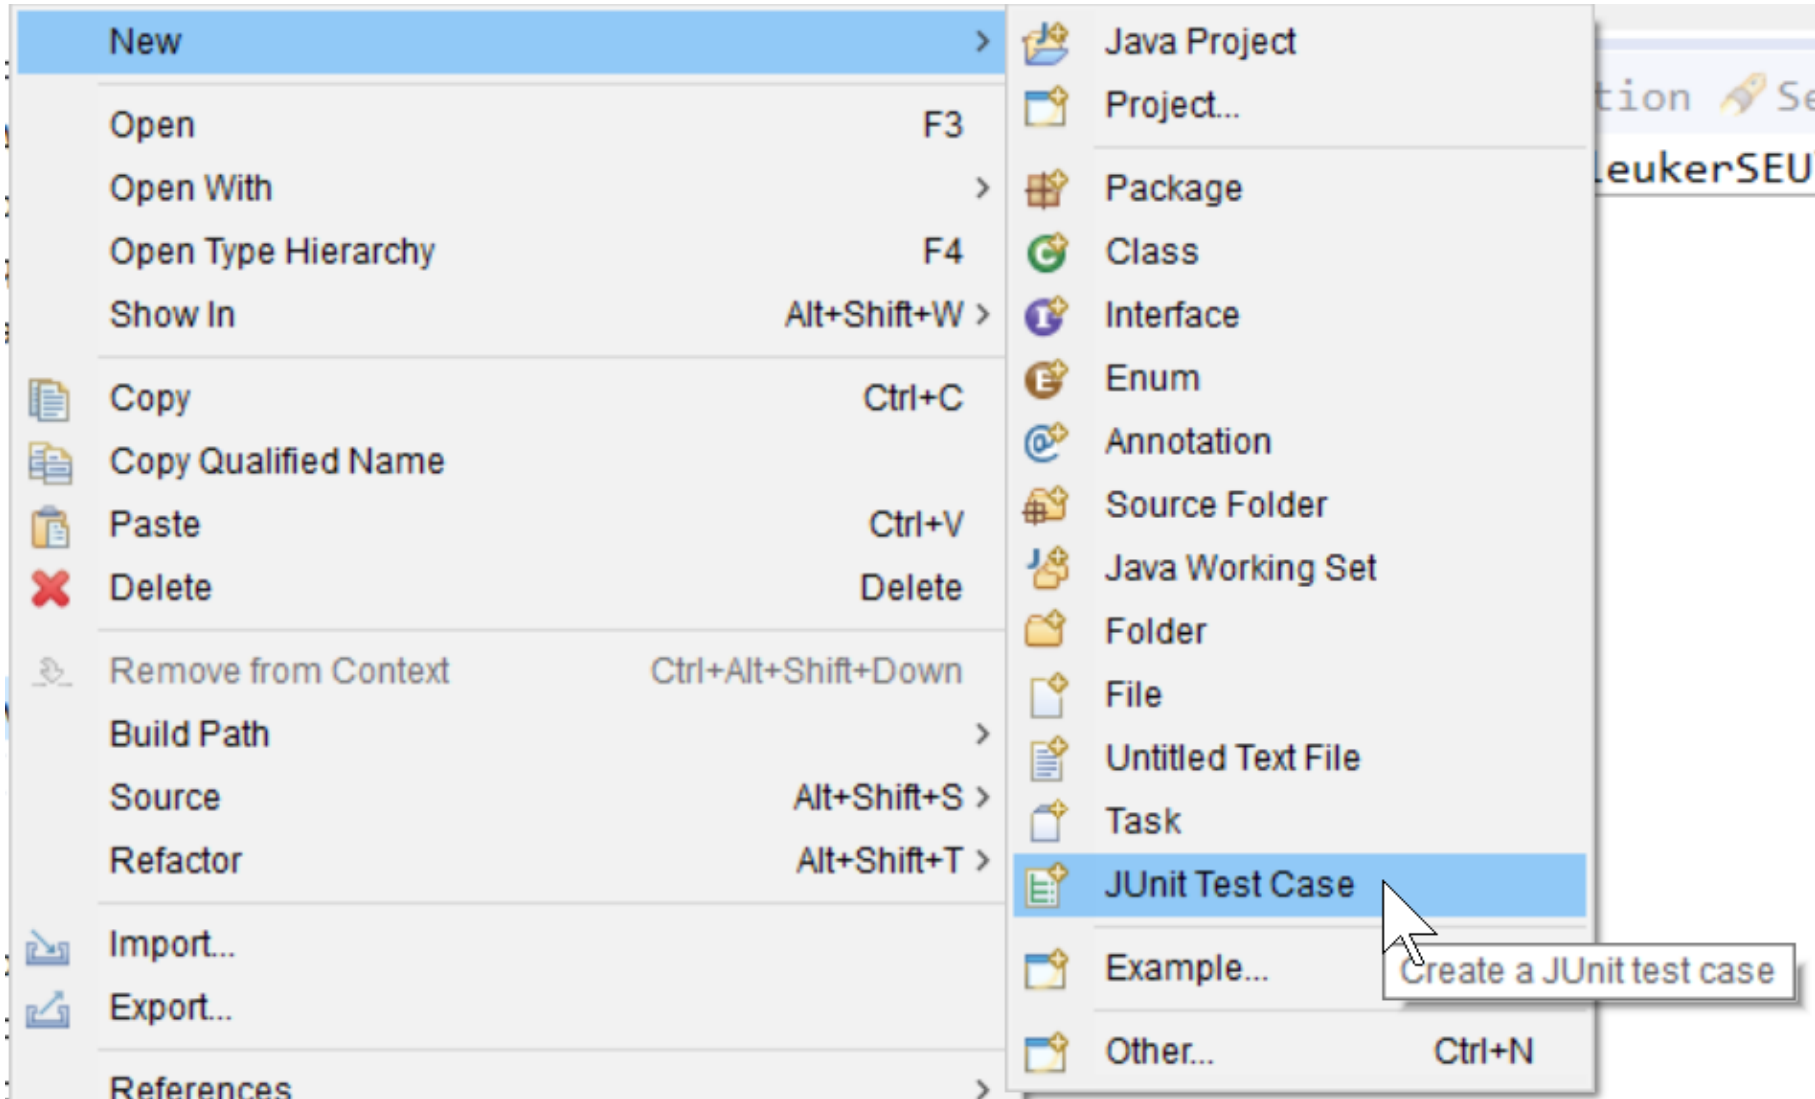 New
Open F3
Open With
Open Type Hierarchy F4
Show In Alt+Shift+W
Copy Ctrl+C
Copy Qualified Name
Paste Ctrl+V
Delete Delete
Remove from Context Ctrl+Alt+Shift+Down
Build Path
Source Alt+Shift+S
Refactor Alt+Shift+T
Import...
Export...
References
Java Project
Project...
Package
Class
Interface
Enum
Annotation
Source Folder
Java Working Set
Folder
File
Untitled Text File
Task
JUnit Test Case
Example...
Other... Ctrl+N
Create a JUnit test case
tion Se
leukerSEU